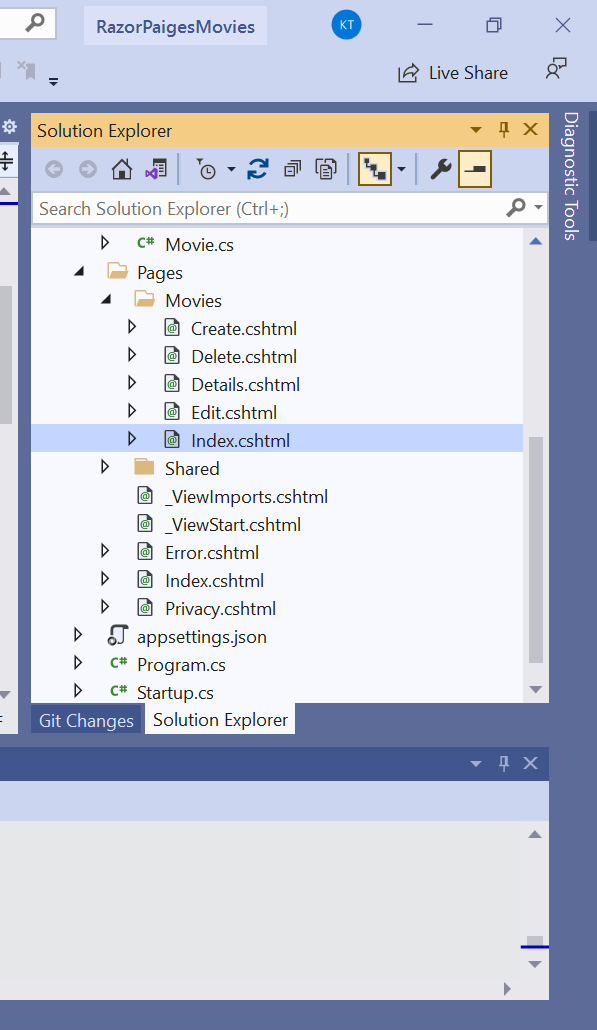 RazorPaigesMovies
KT
Live Share
Solution Explorer
Diagnostic Tools
Search Solution Explorer (Ctrl+;)
C# Movie.cs
Pages
Movies
Create.cshtml
Delete.cshtml
Details.cshtml
Edit.cshtml
Index.cshtml
Shared
_ViewImports.cshtml
_ViewStart.cshtml
Error.cshtml
Index.cshtml
Privacy.cshtml
appsettings.json
C# Program.cs
C# Startup.cs
Git Changes Solution Explorer